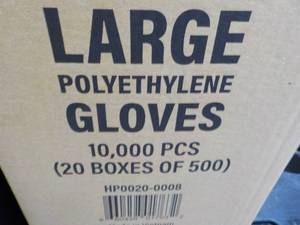 LARGE
POLYETHYLENE
GLOVES
10,000 PCS
(20 BOXES OF 500)
HP0020-0008